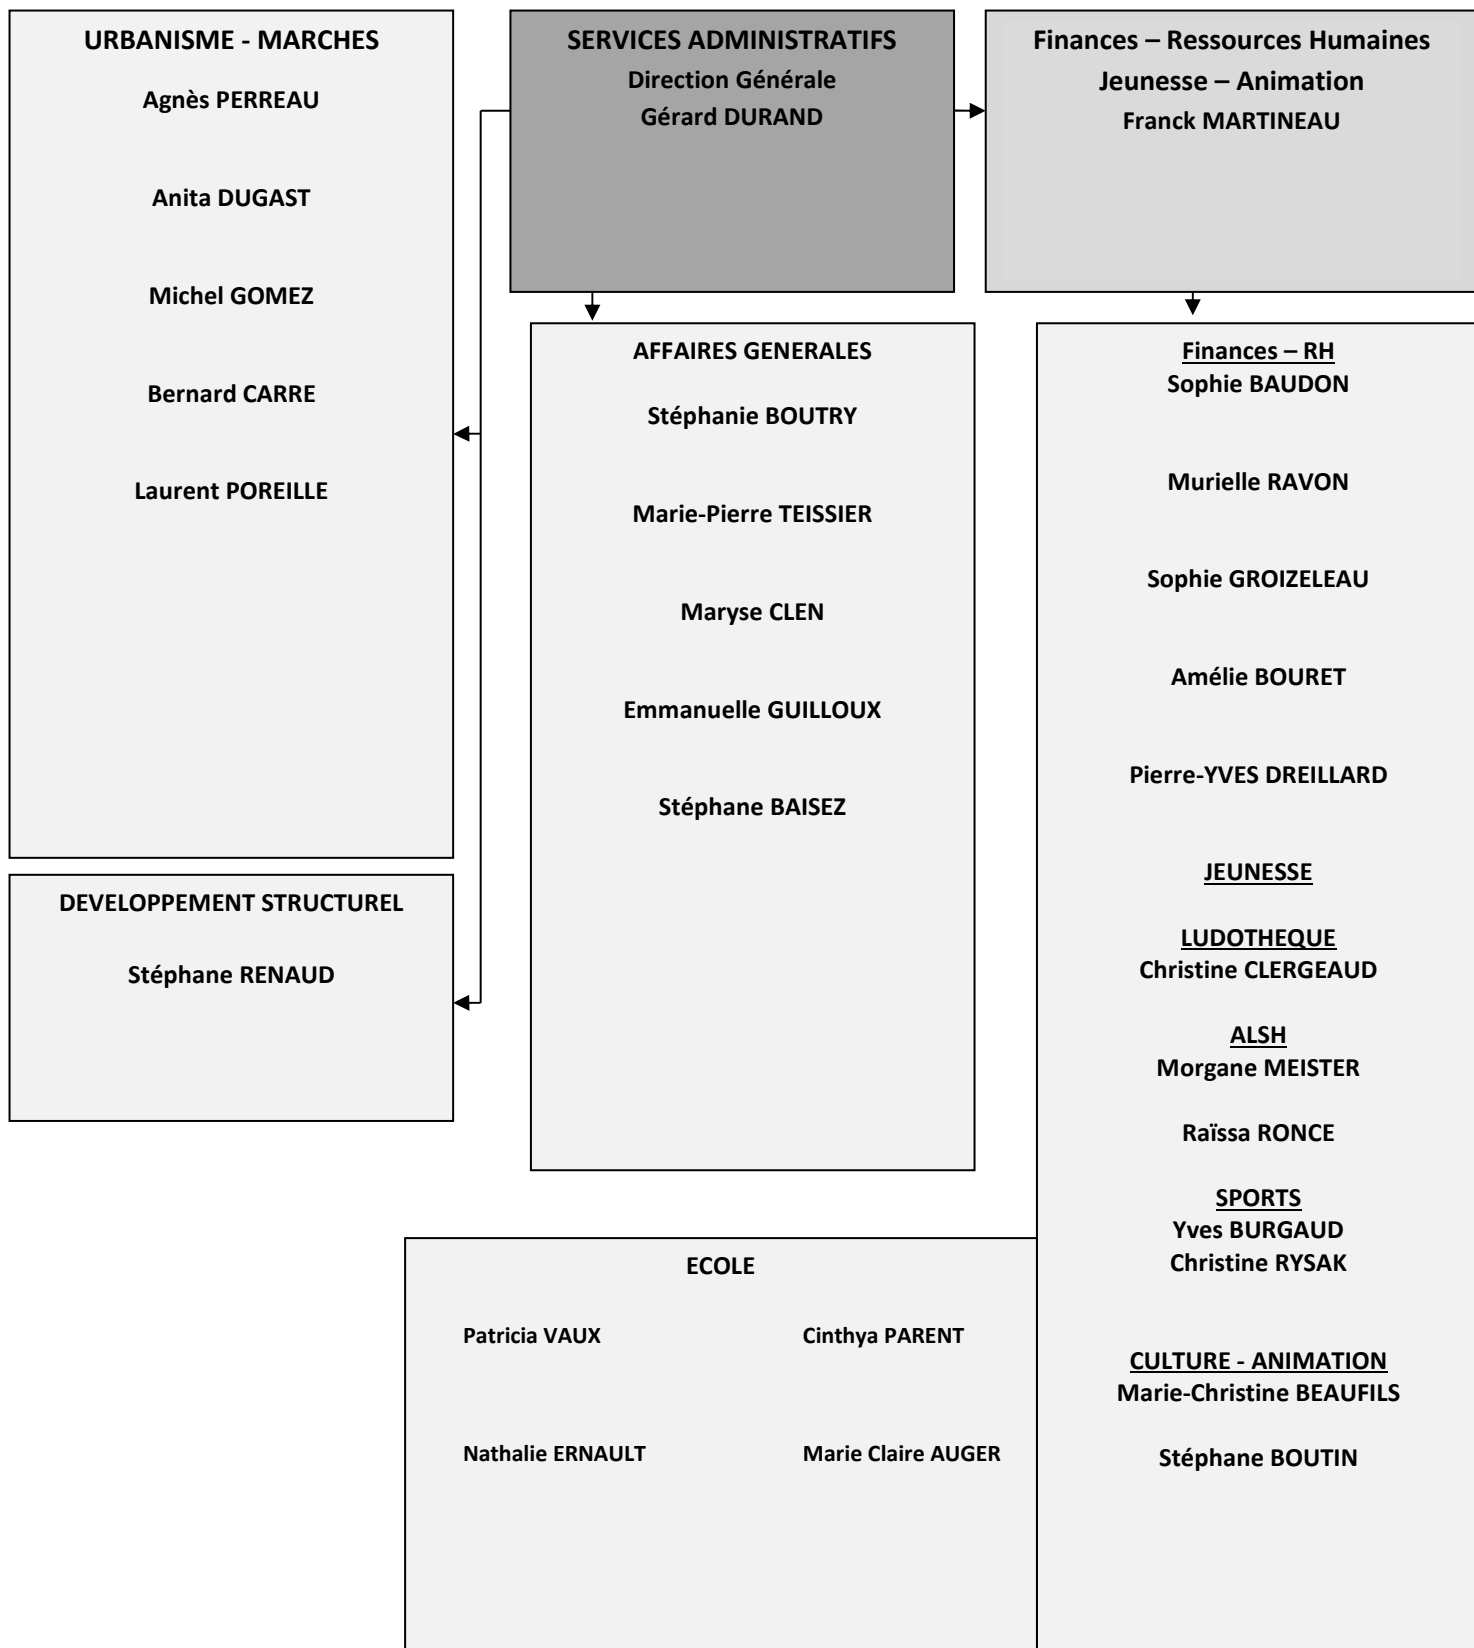 URBANISME - MARCHES
Agnès PERREAU
Anita DUGAST
Michel GOMEZ
Bernard CARRE
Laurent POREILLE
SERVICES ADMINISTRATIFS
Direction Générale
Gérard DURAND
Finances – Ressources Humaines
Jeunesse – Animation
Franck MARTINEAU
DEVELOPPEMENT STRUCTUREL
Stéphane RENAUD
AFFAIRES GENERALES
Stéphanie BOUTRY
Marie-Pierre TEISSIER
Maryse CLEN
Emmanuelle GUILLOUX
Stéphane BAISEZ
Finances – RH
Sophie BAUDON
Murielle RAVON
Sophie GROIZELEAU
Amélie BOURET
Pierre-YVES DREILLARD
JEUNESSE
LUDOTHEQUE
Christine CLERGEAUD
ALSH
Morgane MEISTER
Raïssa RONCE
SPORTS
Yves BURGAUD
Christine RYSAK
CULTURE - ANIMATION
Marie-Christine BEAUFILS
Stéphane BOUTIN
ECOLE
Patricia VAUX
Cinthya PARENT
Nathalie ERNAULT
Marie Claire AUGER